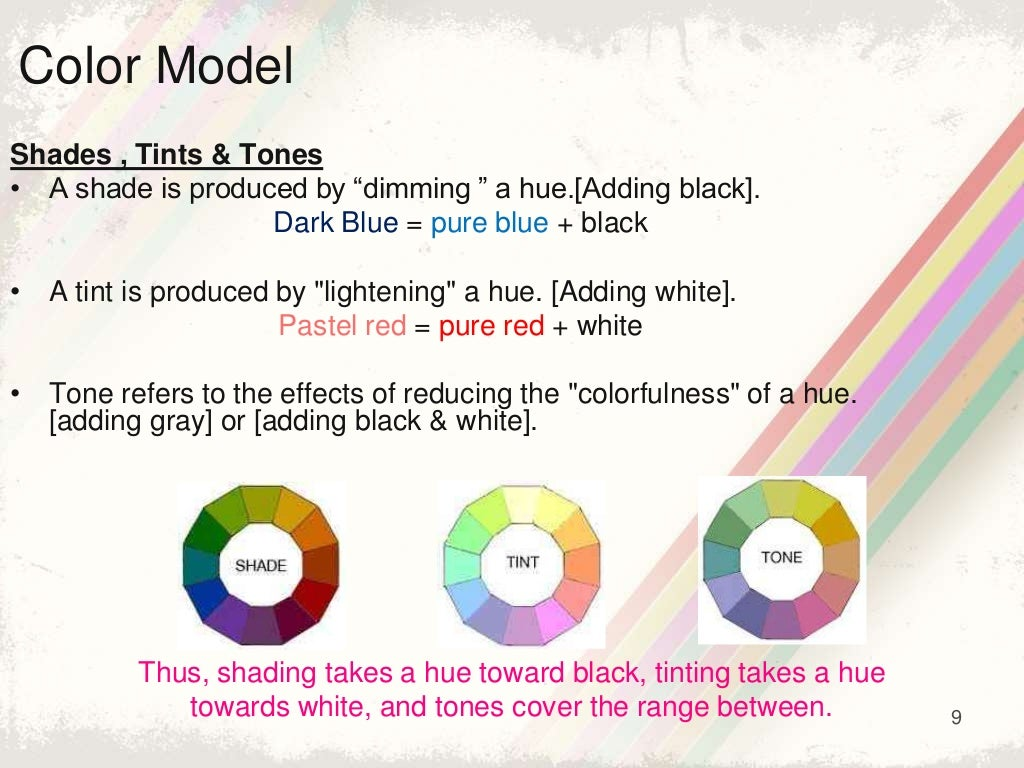 Color Model
Shades , Tints & Tones
• A shade is produced by “dimming ” a hue.[Adding black].
Dark Blue = pure blue + black
• A tint is produced by "lightening" a hue. [Adding white].
Pastel red = pure red + white
• Tone refers to the effects of reducing the "colorfulness" of a hue.
[adding gray] or [adding black & white].
SHADE
TINT
TONE
Thus, shading takes a hue toward black, tinting takes a hue
towards white, and tones cover the range between.
9